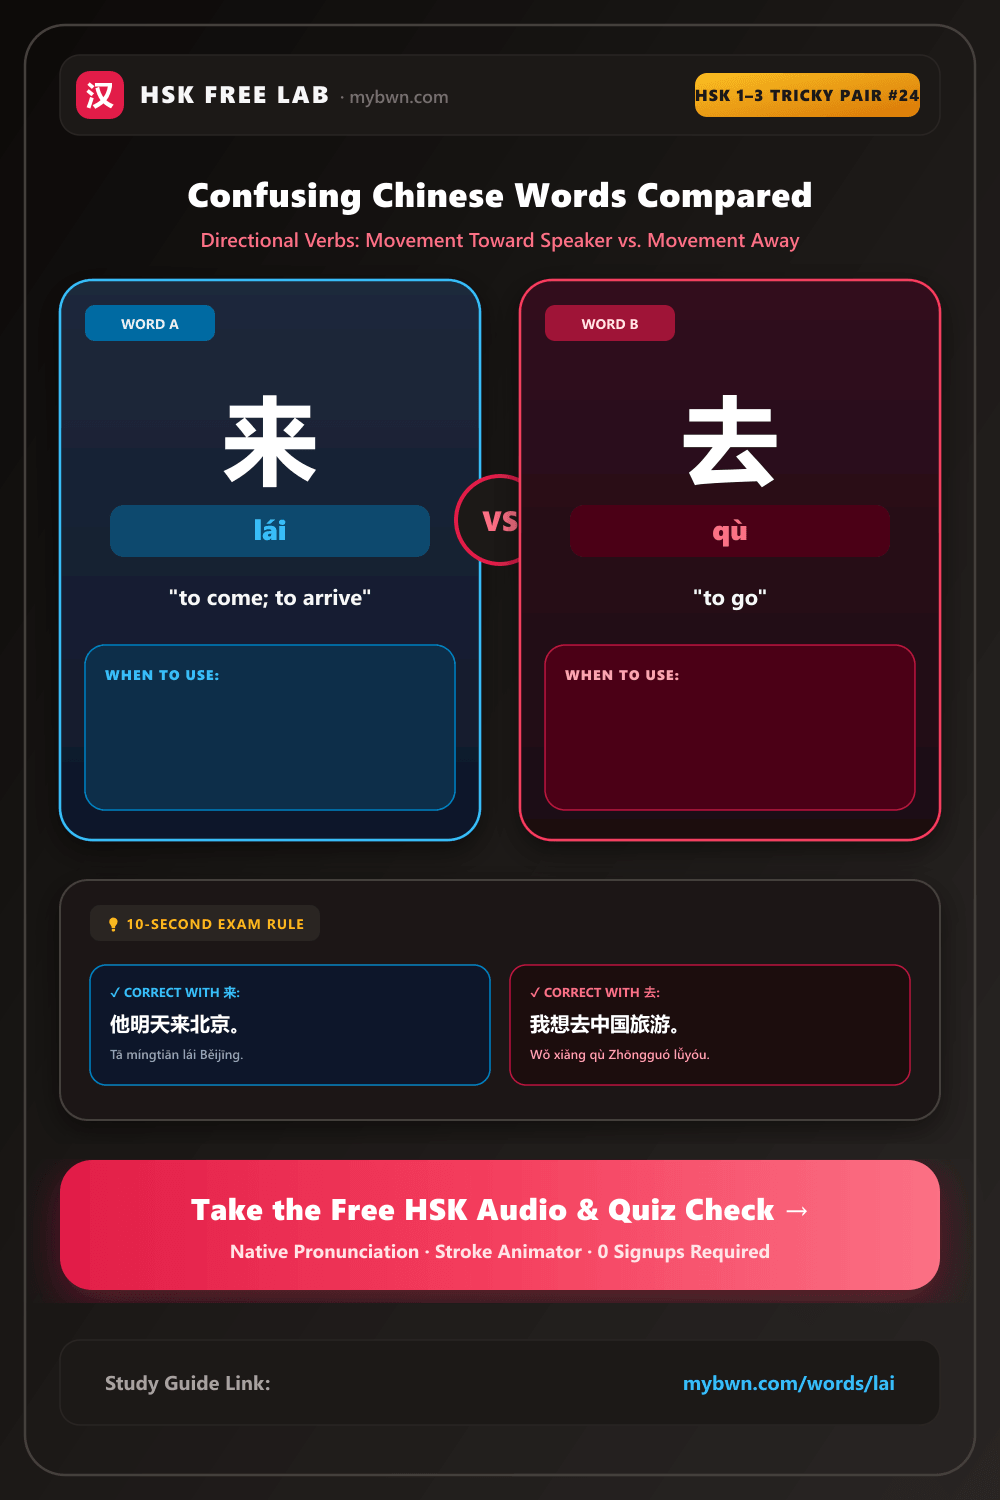 汉 HSK FREE LAB · mybwn.com
HSK 1–3 TRICKY PAIR #24
Confusing Chinese Words Compared
Directional Verbs: Movement Toward Speaker vs. Movement Away
WORD A
来
lái
"to come; to arrive"
WHEN TO USE:
VS
WORD B
去
qù
"to go"
WHEN TO USE:
10-SECOND EXAM RULE
✓ CORRECT WITH 来:
他明天来北京。
Tā míngtiān lái Běijīng.
✓ CORRECT WITH 去:
我想去中国旅游。
Wǒ xiǎng qù Zhōngguó lǚyóu.
Take the Free HSK Audio & Quiz Check →
Native Pronunciation · Stroke Animator · 0 Signups Required
Study Guide Link:
mybwn.com/words/lai